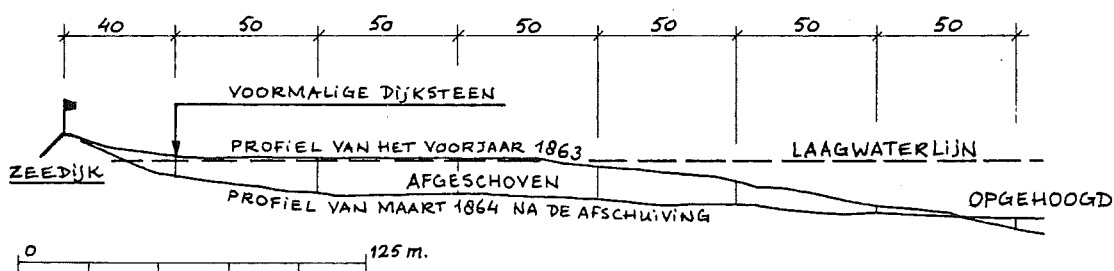 40 50 50 50 50 50 50
VOORMALIGE DIJKSTEEN
PROFIEL VAN HET VOORJAAR 1863
LAAGWATERLIJN
ZEEDIJK
AFGESCHOVEN
PROFIEL VAN MAART 1864 NA DE AFSCHUIVING
OPGEHOOGD
0 125 m.